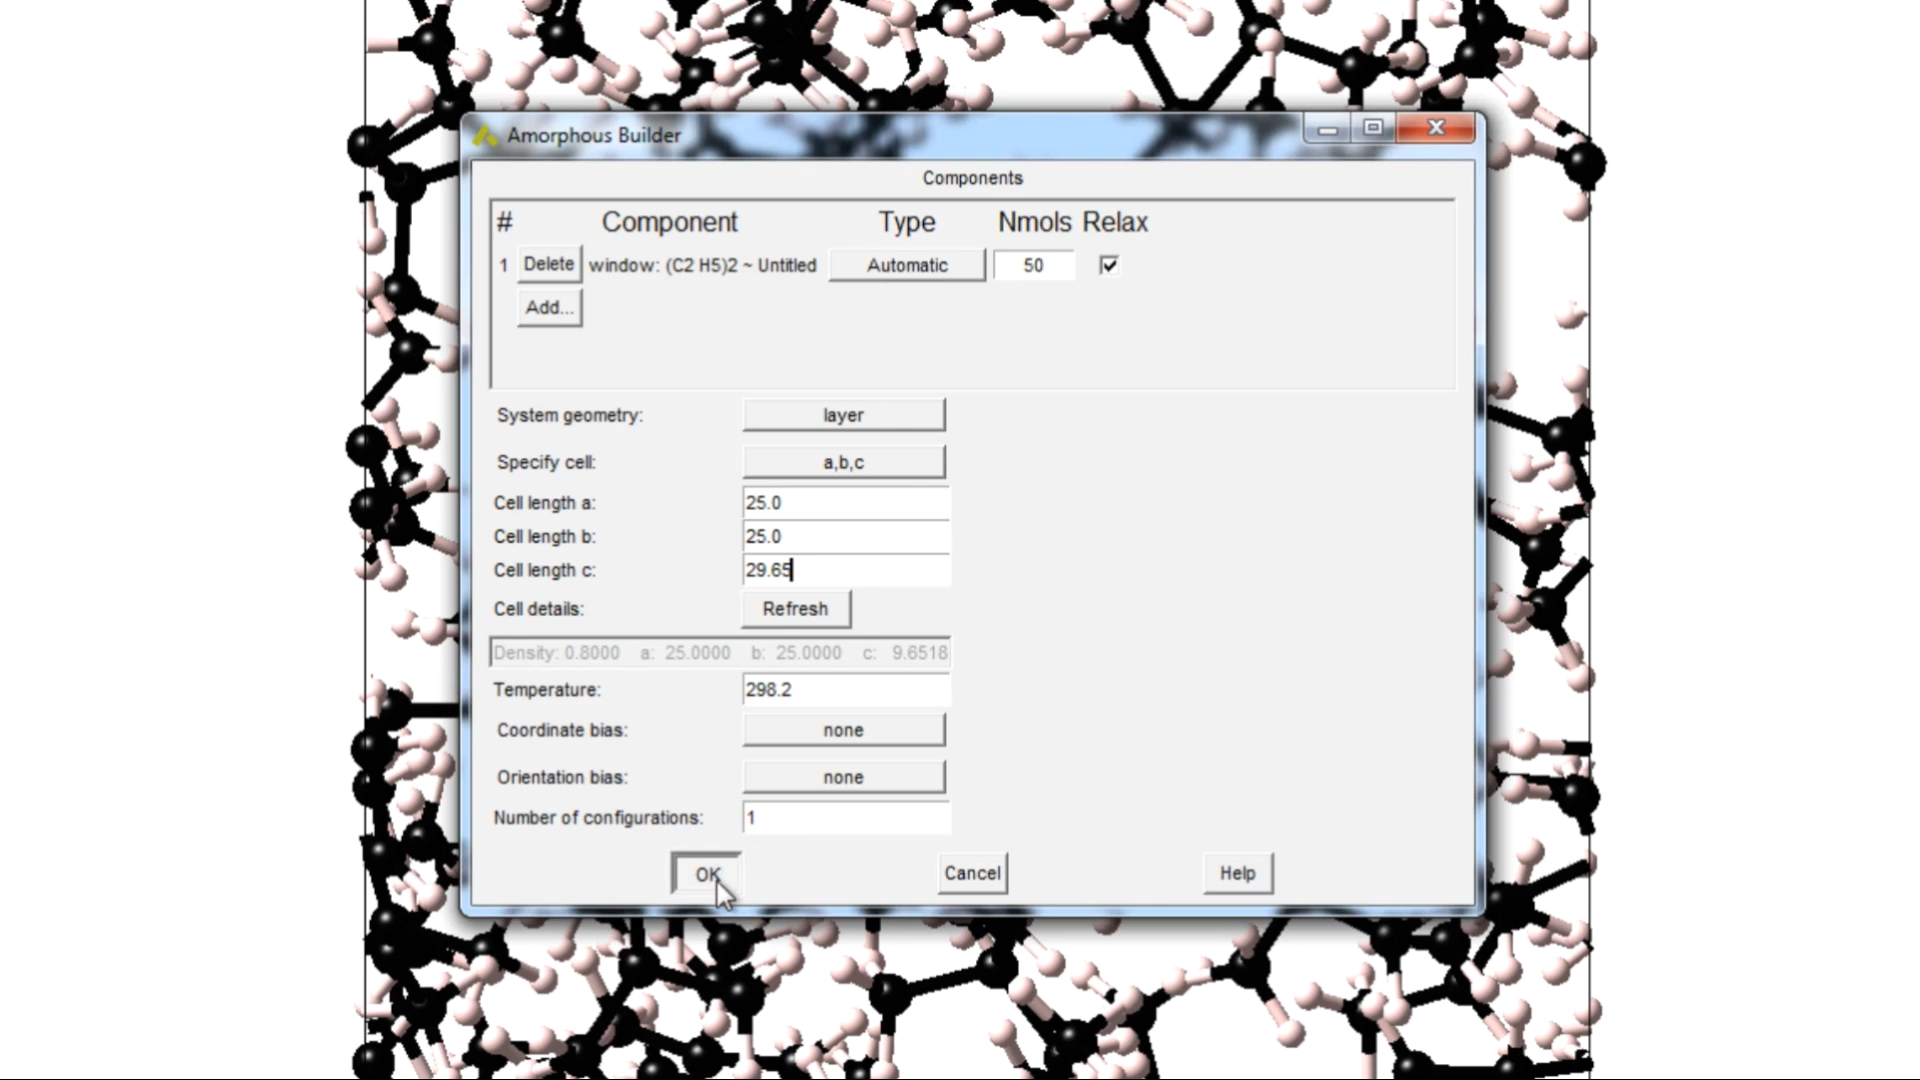 Amorphous Builder
Components
# Component Type Nmols Relax
1 Delete window: (C2 H5)2 ~ Untitled Automatic 50
Add...
System geometry: layer
Specify cell: a,b,c
Cell length a: 25.0
Cell length b: 25.0
Cell length c: 29.65
Cell details: Refresh
Density: 0.8000 a: 25.0000 b: 25.0000 c: 9.6518
Temperature: 298.2
Coordinate bias: none
Orientation bias: none
Number of configurations: 1
OK Cancel Help